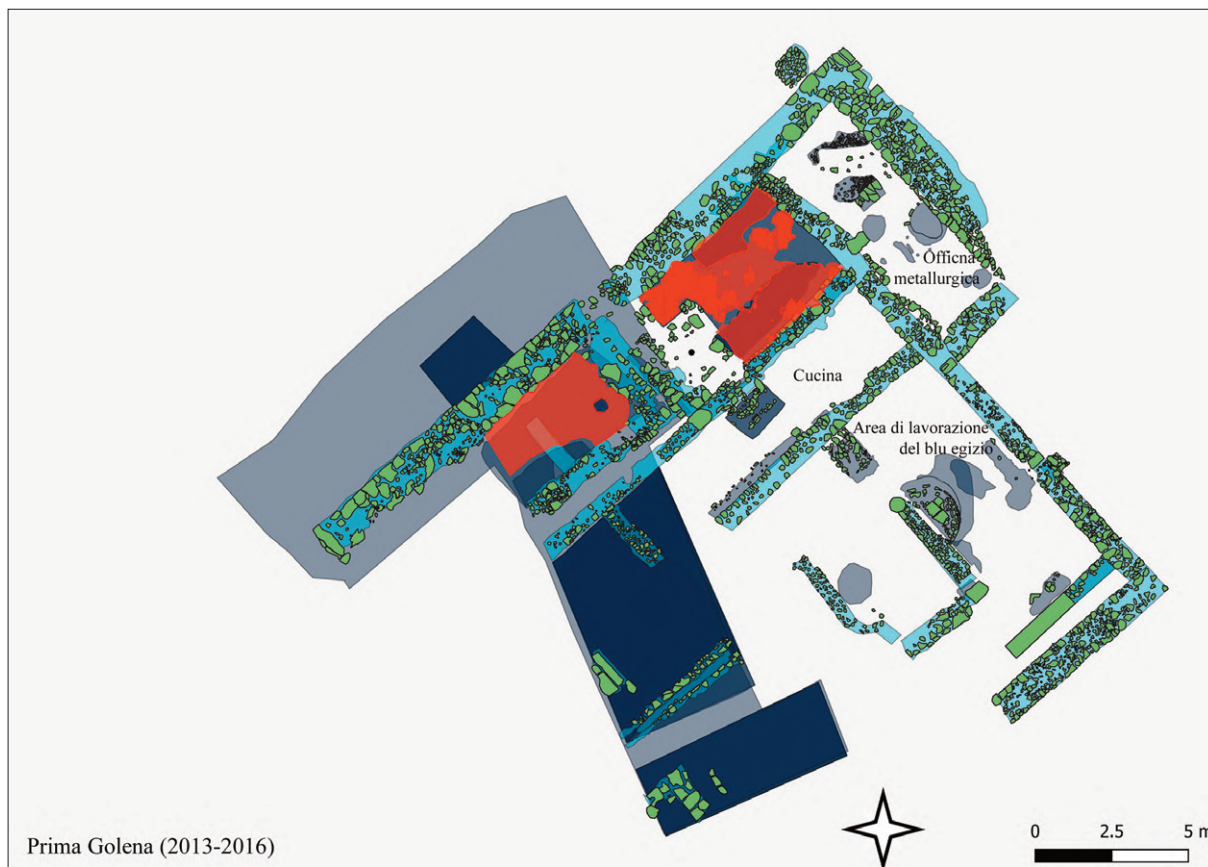 Officna
metallurgica
Cucina
Area di lavorazione
del blu egizio
Prima Golena (2013-2016)
0 2.5 5 m